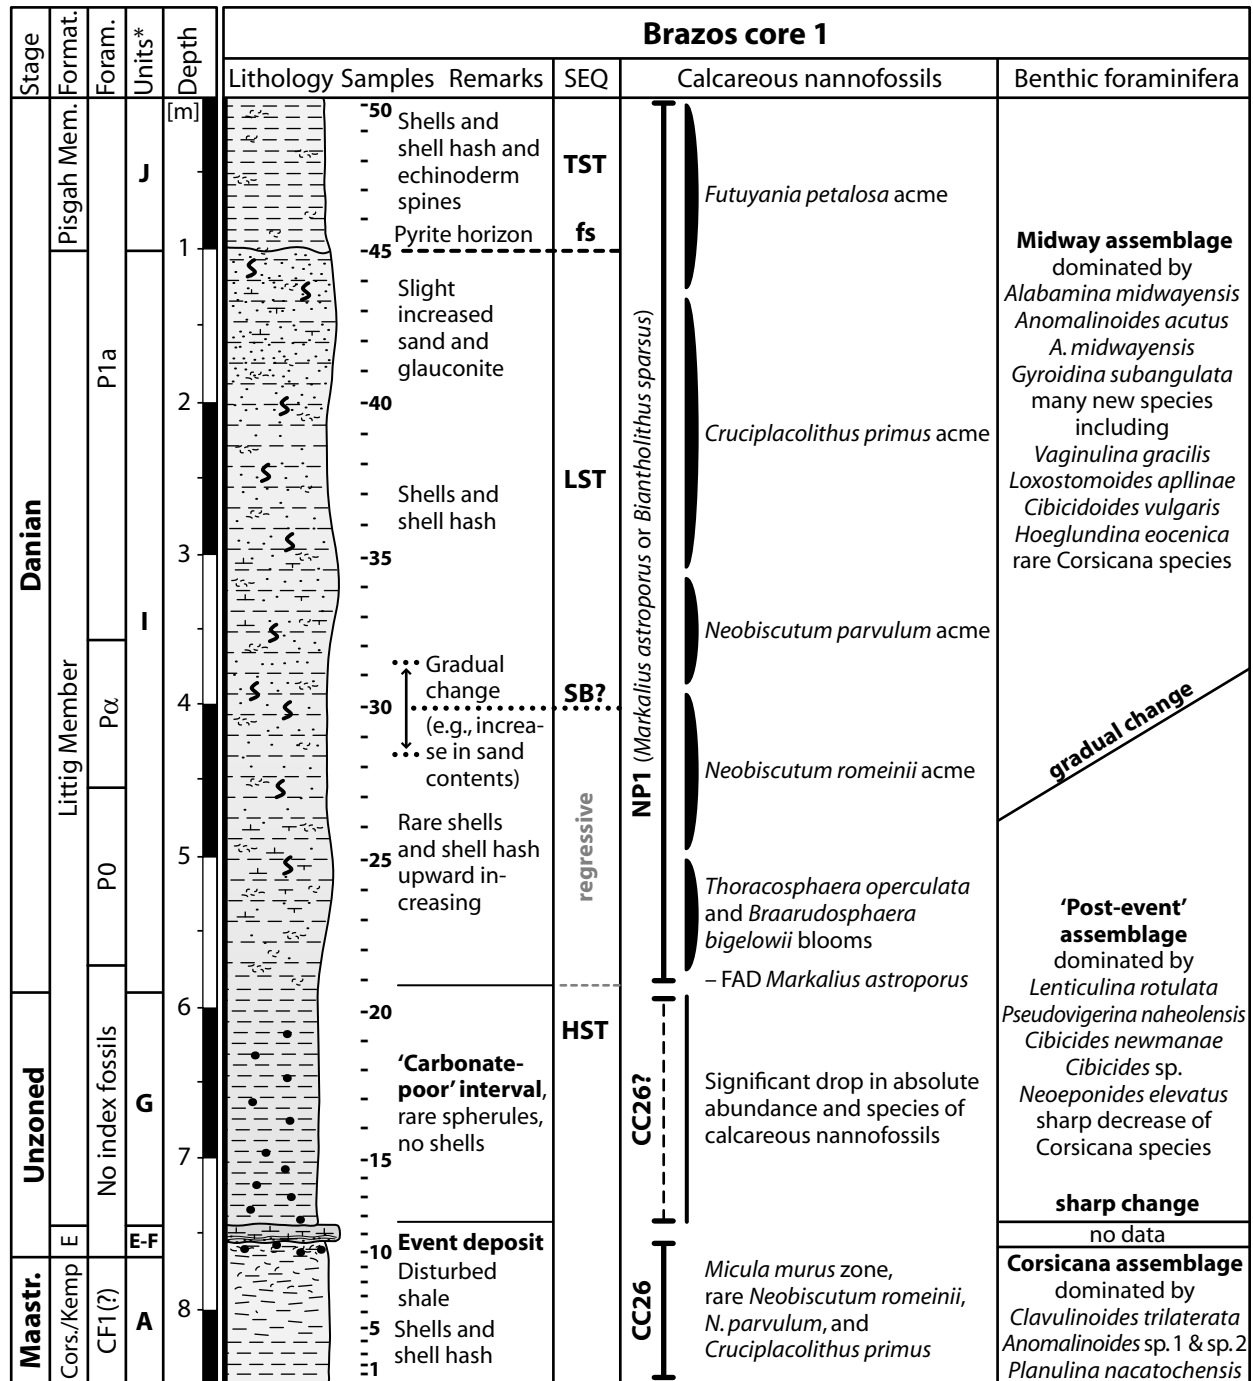 Brazos core 1
Stage
Format.
Foram.
Units*
Depth
Lithology
Samples
Remarks
SEQ
Calcareous nannofossils
Benthic foraminifera
[m]
1
2
3
4
5
6
7
8
Danian
Unzoned
Maastr.
Pisgah Mem.
Littig Member
E
Cors./Kemp
P1a
Pα
P0
No index fossils
CF1(?)
J
I
G
E-F
A
50
45
40
35
30
25
20
15
10
5
1
Shells and
shell hash and
echinoderm
spines
Pyrite horizon
Slight
increased
sand and
glauconite
Shells and
shell hash
Gradual
change
(e.g., increa-
se in sand
contents)
Rare shells
and shell hash
upward in-
creasing
'Carbonate-
poor' interval,
rare spherules,
no shells
Event deposit
Disturbed
shale
Shells and
shell hash
TST
fs
LST
SB?
regressive
HST
NP1 (Markalius astroporus or Biantholithus sparsus)
CC26?
CC26
Futuyania petalosa acme
Cruciplacolithus primus acme
Neobiscutum parvulum acme
Neobiscutum romeinii acme
Thoracosphaera operculata
and Braarudosphaera
bigelowii blooms
– FAD Markalius astroporus
Significant drop in absolute
abundance and species of
calcareous nannofossils
Micula murus zone,
rare Neobiscutum romeinii,
N. parvulum, and
Cruciplacolithus primus
Midway assemblage
dominated by
Alabamina midwayensis
Anomalinoides acutus
A. midwayensis
Gyroidina subangulata
many new species
including
Vaginulina gracilis
Loxostomoides apllinae
Cibicidoides vulgaris
Hoeglundina eocenica
rare Corsicana species
gradual change
'Post-event'
assemblage
dominated by
Lenticulina rotulata
Pseudovigerina naheolensis
Cibicides newmanae
Cibicides sp.
Neoeponides elevatus
sharp decrease of
Corsicana species
sharp change
no data
Corsicana assemblage
dominated by
Clavulinoides trilaterata
Anomalinoides sp. 1 & sp. 2
Planulina nacatochensis